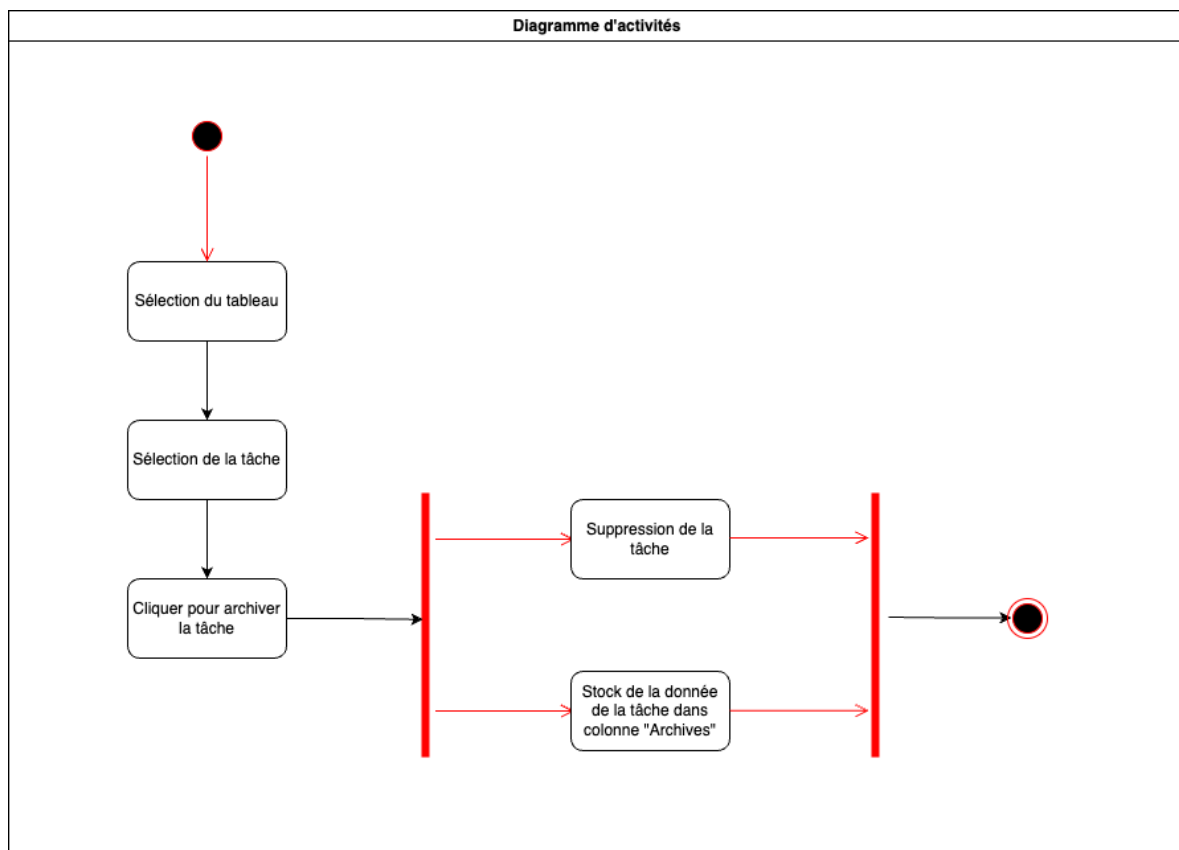 Diagramme d'activités
Sélection du tableau
Sélection de la tâche
Cliquer pour archiver
la tâche
Suppression de la
tâche
Stock de la donnée
de la tâche dans
colonne "Archives"